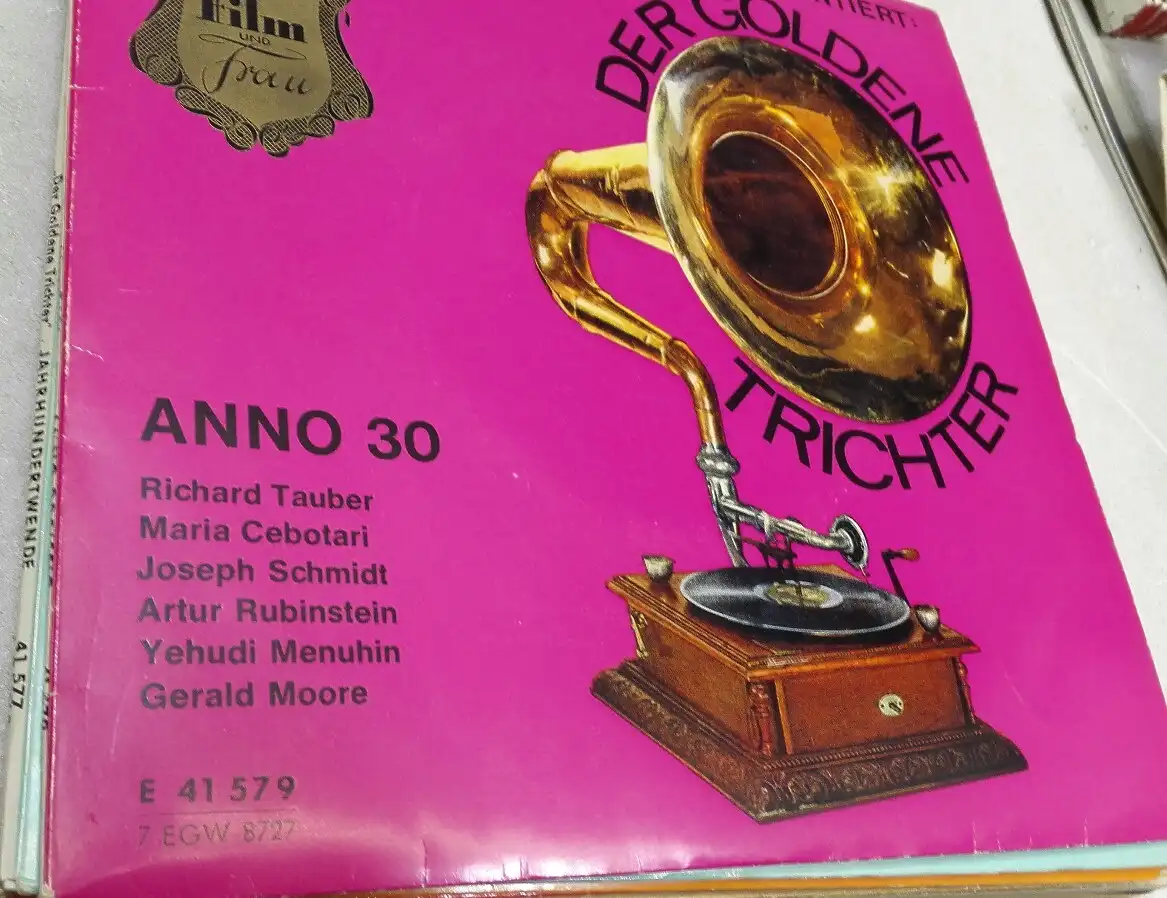 Film
UND
Frau
DER GOLDENE
TRICHTER
ANNO 30
Richard Tauber
Maria Cebotari
Joseph Schmidt
Artur Rubinstein
Yehudi Menuhin
Gerald Moore
E 41 579
7 EGW 8727
Der Goldene Trichter JAHRHUNDERTWENDE 41 577